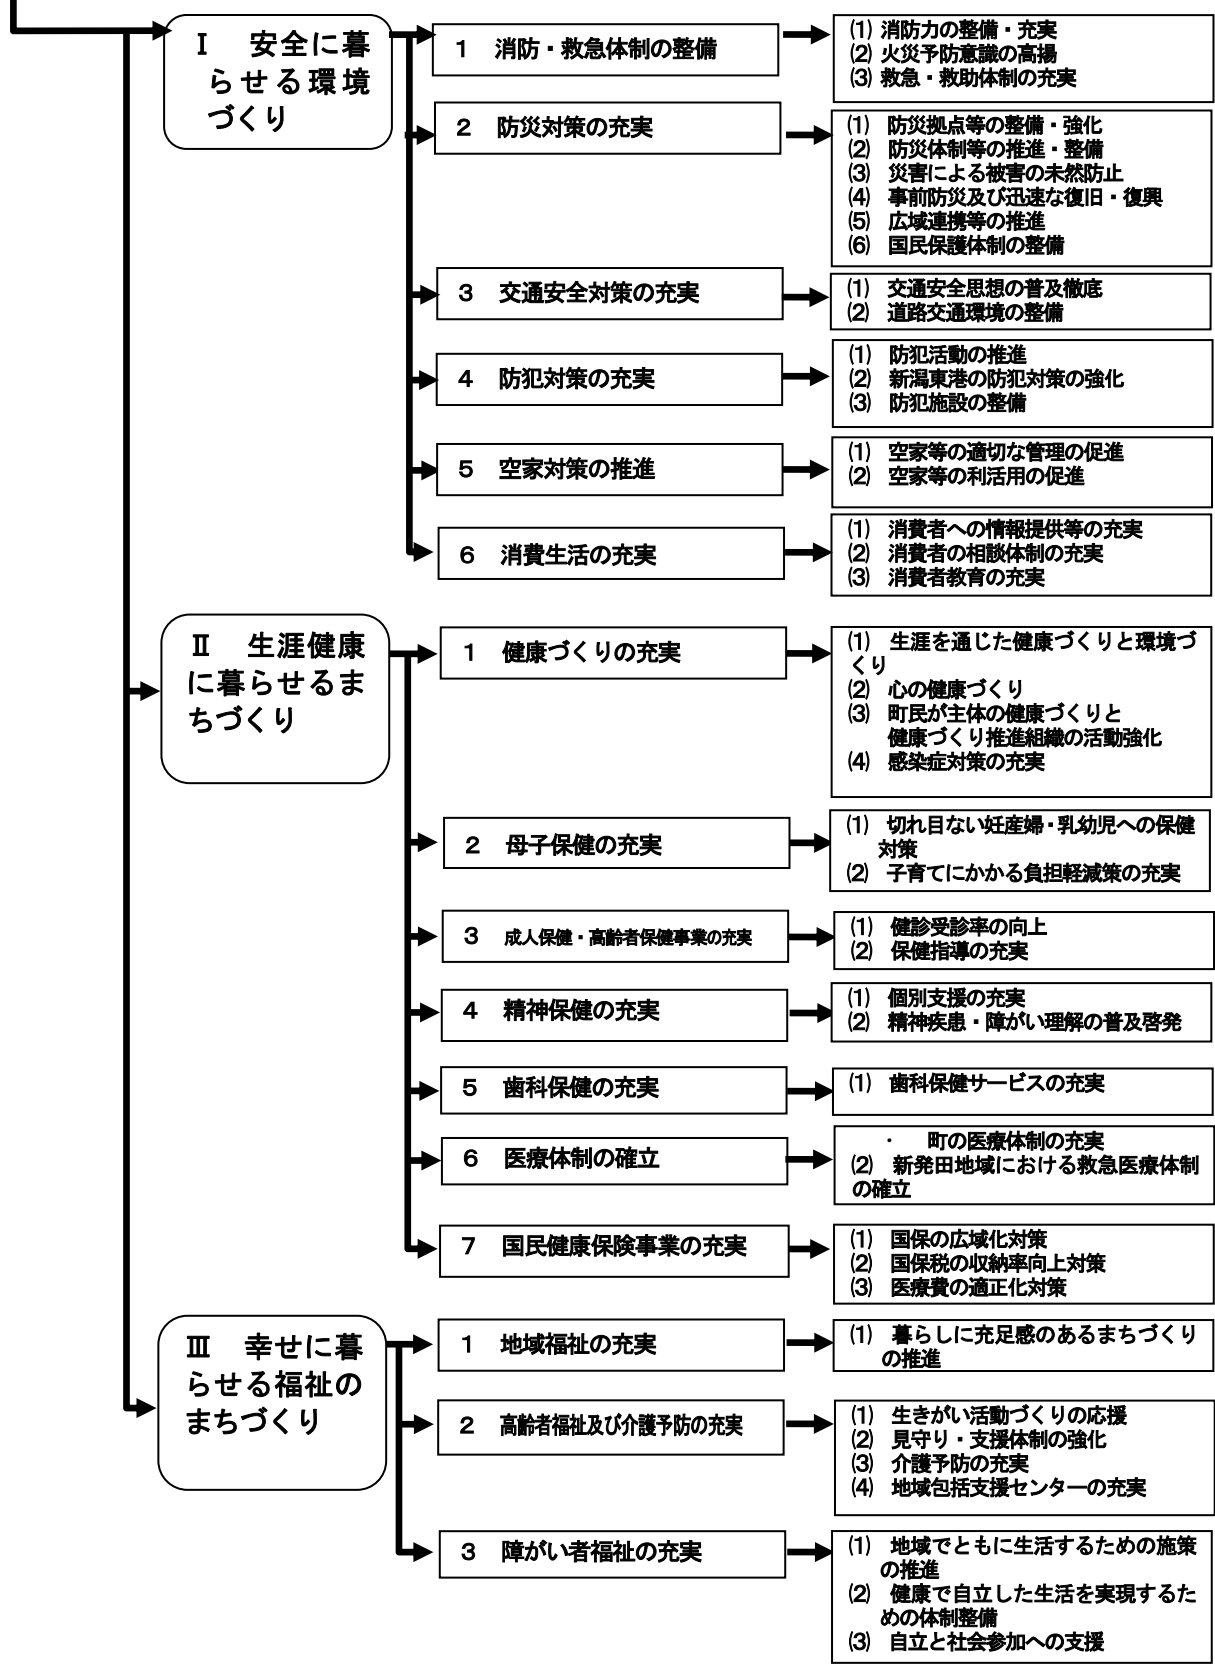 Ⅰ　安全に暮
らせる環境
づくり
１　消防・救急体制の整備
⑴ 消防力の整備・充実
⑵ 火災予防意識の高揚
⑶ 救急・救助体制の充実
２　防災対策の充実
⑴　防災拠点等の整備・強化
⑵　防災体制等の推進・整備
⑶　災害による被害の未然防止
⑷　事前防災及び迅速な復旧・復興
⑸　広域連携等の推進
⑹　国民保護体制の整備
３　交通安全対策の充実
⑴　交通安全思想の普及徹底
⑵　道路交通環境の整備
４　防犯対策の充実
⑴　防犯活動の推進
⑵　新潟東港の防犯対策の強化
⑶　防犯施設の整備
５　空家対策の推進
⑴　空家等の適切な管理の促進
⑵　空家等の利活用の促進
６　消費生活の充実
⑴　消費者への情報提供等の充実
⑵　消費者の相談体制の充実
⑶　消費者教育の充実
Ⅱ　生涯健康
に暮らせるま
ちづくり
１　健康づくりの充実
⑴　生涯を通じた健康づくりと環境づ
くり
⑵　心の健康づくり
⑶　町民が主体の健康づくりと
健康づくり推進組織の活動強化
⑷　感染症対策の充実
２　母子保健の充実
⑴　切れ目ない妊産婦・乳幼児への保健
対策
⑵　子育てにかかる負担軽減策の充実
３　成人保健・高齢者保健事業の充実
⑴　健診受診率の向上
⑵　保健指導の充実
４　精神保健の充実
⑴　個別支援の充実
⑵　精神疾患・障がい理解の普及啓発
５　歯科保健の充実
⑴　歯科保健サービスの充実
６　医療体制の確立
・　町の医療体制の充実
⑵　新発田地域における救急医療体制
の確立
７　国民健康保険事業の充実
⑴　国保の広域化対策
⑵　国保税の収納率向上対策
⑶　医療費の適正化対策
Ⅲ　幸せに暮
らせる福祉の
まちづくり
１　地域福祉の充実
⑴　暮らしに充足感のあるまちづくり
の推進
２　高齢者福祉及び介護予防の充実
⑴　生きがい活動づくりの応援
⑵　見守り・支援体制の強化
⑶　介護予防の充実
⑷　地域包括支援センターの充実
３　障がい者福祉の充実
⑴　地域でともに生活するための施策
の推進
⑵　健康で自立した生活を実現するた
めの体制整備
⑶　自立と社会参加への支援